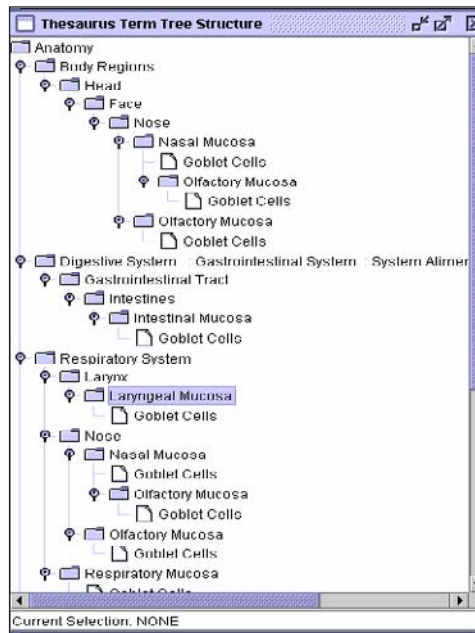 Thesaurus Term Tree Structure
Anatomy
Body Regions
Head
Face
Nose
Nasal Mucosa
Goblet Cells
Olfactory Mucosa
Goblet Cells
Olfactory Mucosa
Goblet Cells
Digestive System : Gastrointestinal System : System Alimer
Gastrointestinal Tract
Intestines
Intestinal Mucosa
Goblet Cells
Respiratory System
Larynx
Laryngeal Mucosa
Goblet Cells
Nose
Nasal Mucosa
Goblet Cells
Olfactory Mucosa
Goblet Cells
Olfactory Mucosa
Goblet Cells
Respiratory Mucosa
Goblet Cells
Current Selection: NONE